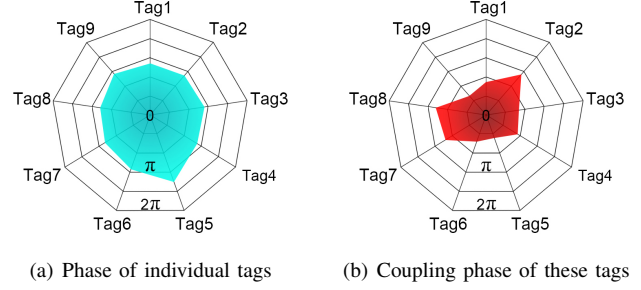 Tag1
Tag9 Tag2
Tag8 Tag3
0
Tag7 Tag4
π
2π
Tag6 Tag5
(a) Phase of individual tags
Tag1
Tag9 Tag2
Tag8 Tag3
0
Tag7 Tag4
π
2π
Tag6 Tag5
(b) Coupling phase of these tags